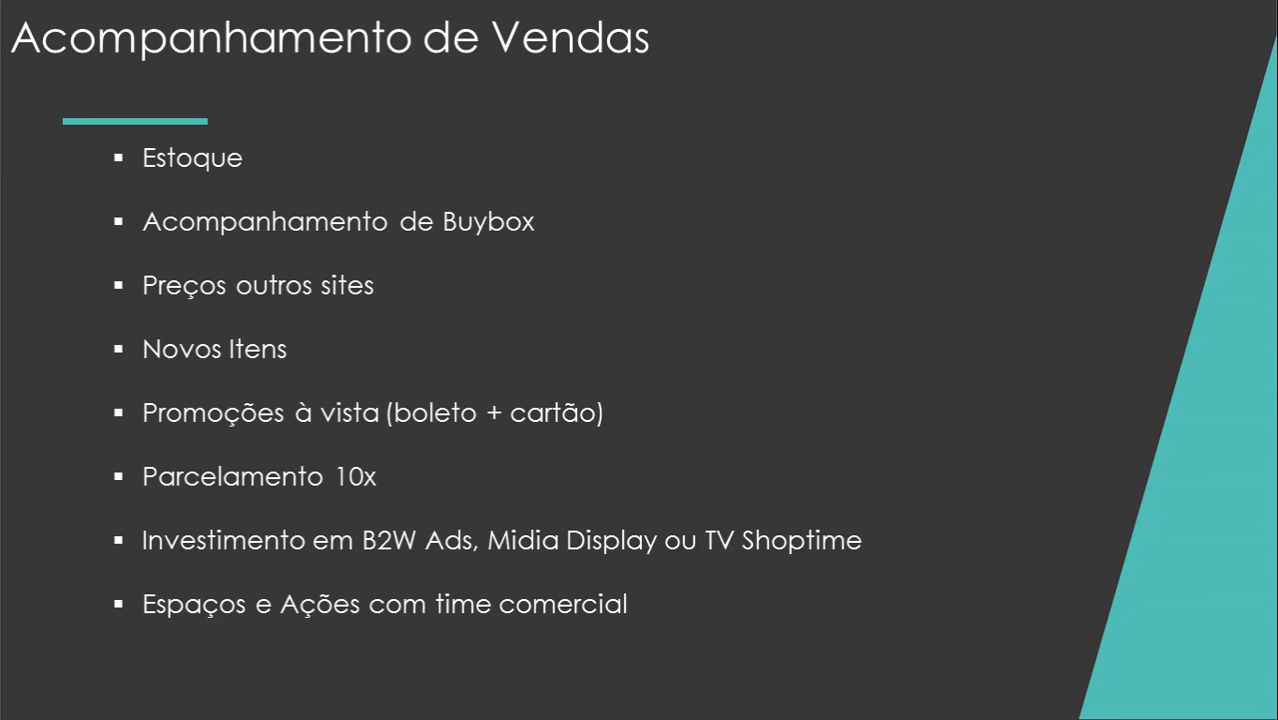 Acompanhamento de Vendas
▪ Estoque
▪ Acompanhamento de Buybox
▪ Preços outros sites
▪ Novos Itens
▪ Promoções à vista (boleto + cartão)
▪ Parcelamento 10x
▪ Investimento em B2W Ads, Midia Display ou TV Shoptime
▪ Espaços e Ações com time comercial